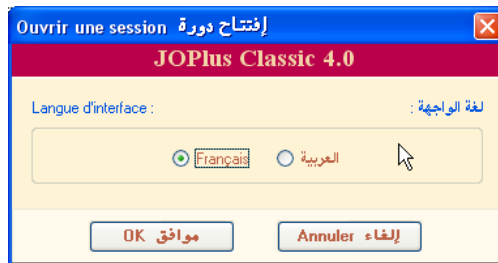 Ouvrir une session إفتتاح دورة
JOPlus Classic 4.0
Langue d'interface : لغة الواجهة :
Français العربية
موافق OK إلغاء Annuler